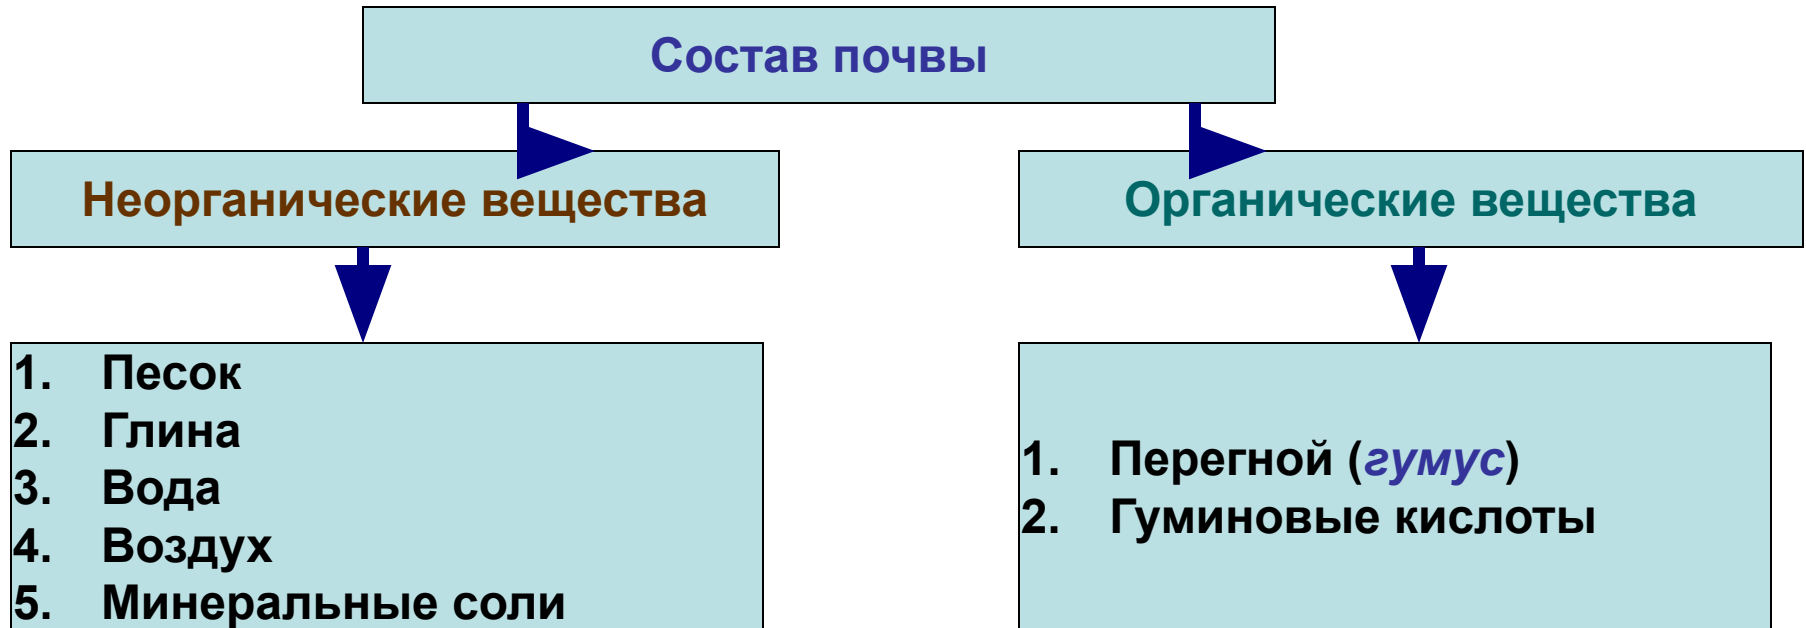 Состав почвы
Неорганические вещества
Органические вещества
1. Песок
2. Глина
3. Вода
4. Воздух
5. Минеральные соли
1. Перегной (гумус)
2. Гуминовые кислоты